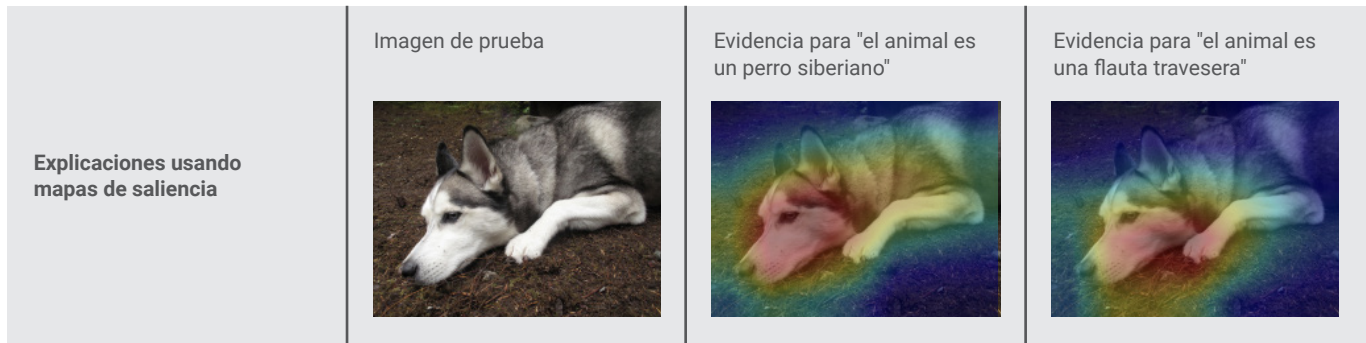 Explicaciones usando
mapas de saliencia
Imagen de prueba
Evidencia para "el animal es
un perro siberiano"
Evidencia para "el animal es
una flauta travesera"